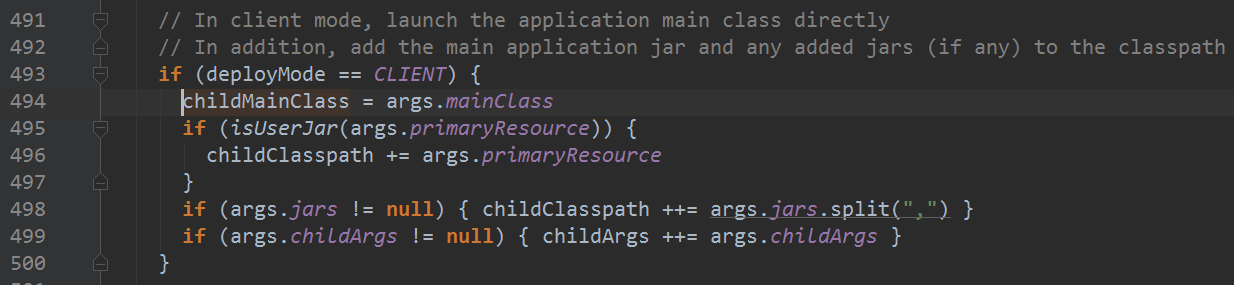 491 // In client mode, launch the application main class directly
492 // In addition, add the main application jar and any added jars (if any) to the classpath
493 if (deployMode == CLIENT) {
494 childMainClass = args.mainClass
495 if (isUserJar(args.primaryResource)) {
496 childClasspath += args.primaryResource
497 }
498 if (args.jars != null) { childClasspath ++= args.jars.split(",") }
499 if (args.childArgs != null) { childArgs ++= args.childArgs }
500 }